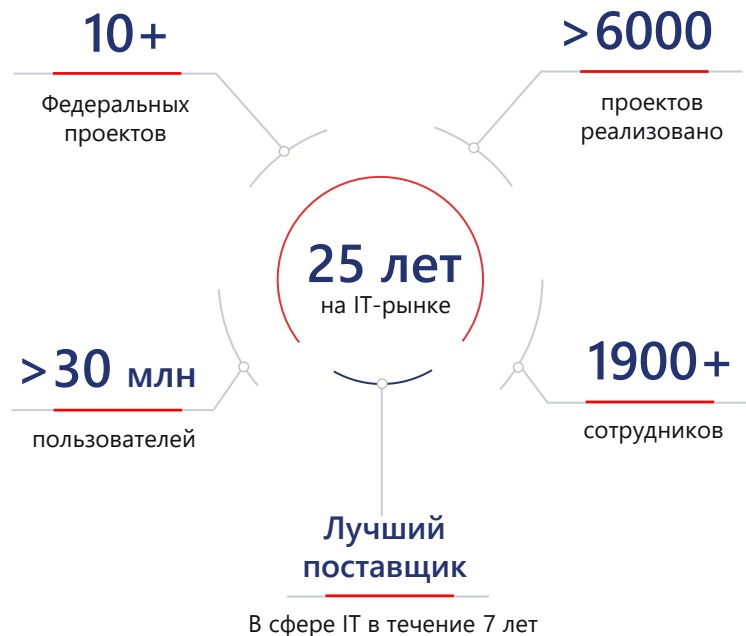 10+
Федеральных
проектов
>6000
проектов
реализовано
25 лет
на IT-рынке
>30 млн
пользователей
1900+
сотрудников
Лучший
поставщик
В сфере IT в течение 7 лет